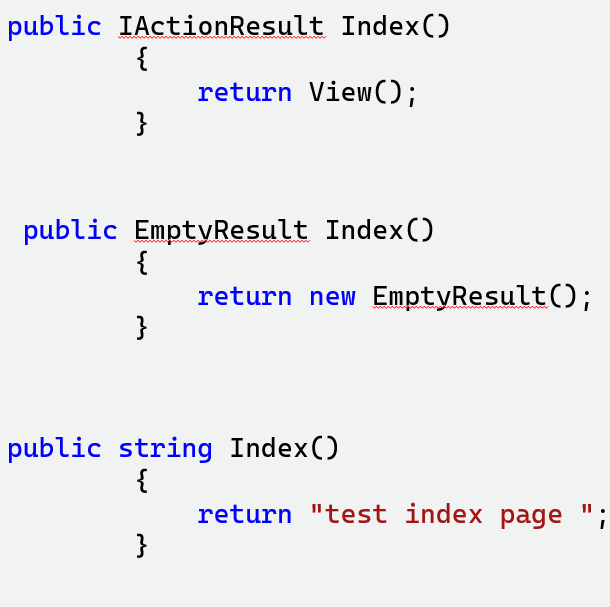 public IActionResult Index()
{
return View();
}
public EmptyResult Index()
{
return new EmptyResult();
}
public string Index()
{
return "test index page ";
}